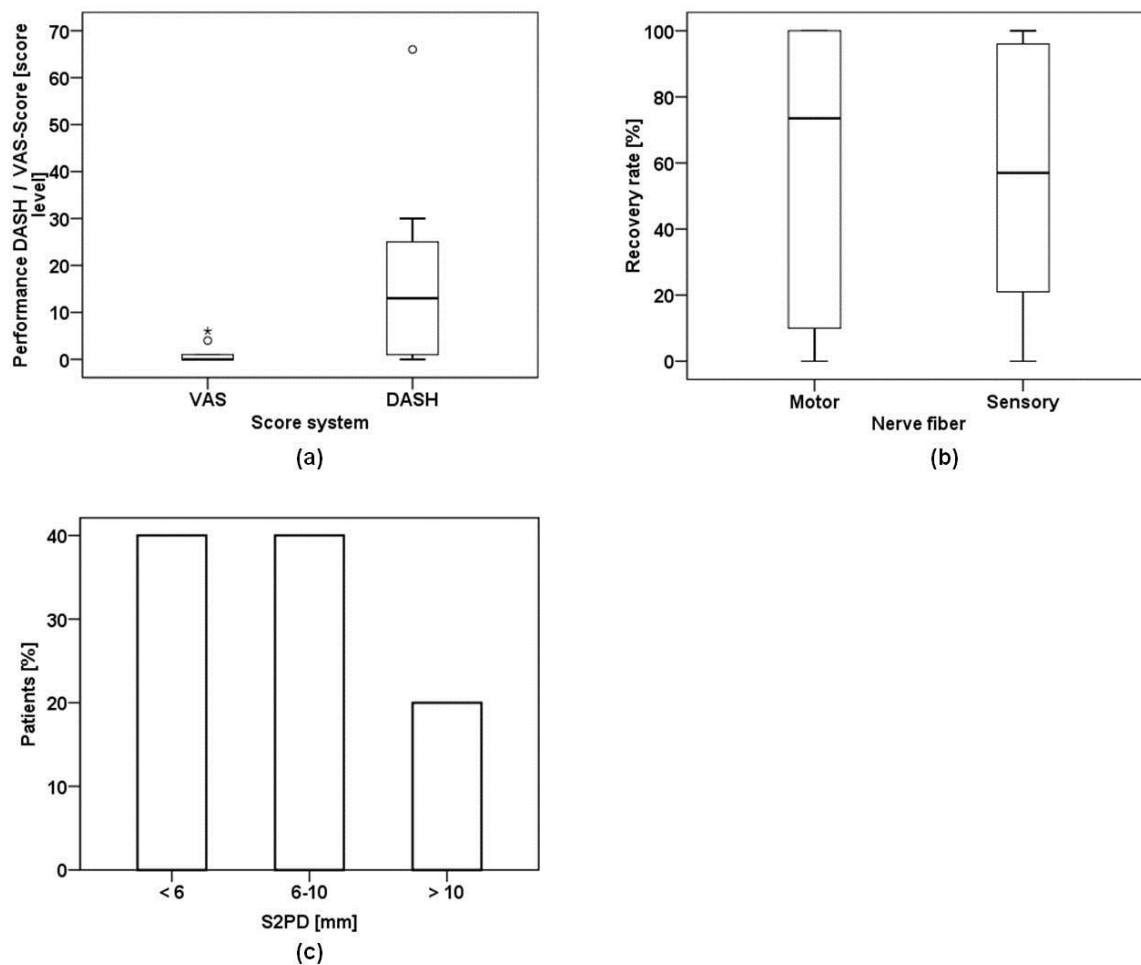 Performance DASH / VAS-Score [score
level]
70
60
50
40
30
20
10
0
*
VAS
DASH
Score system
(a)
Recovery rate [%]
100
80
60
40
20
0
Motor
Sensory
Nerve fiber
(b)
Patients [%]
40
30
20
10
0
< 6
6-10
> 10
S2PD [mm]
(c)